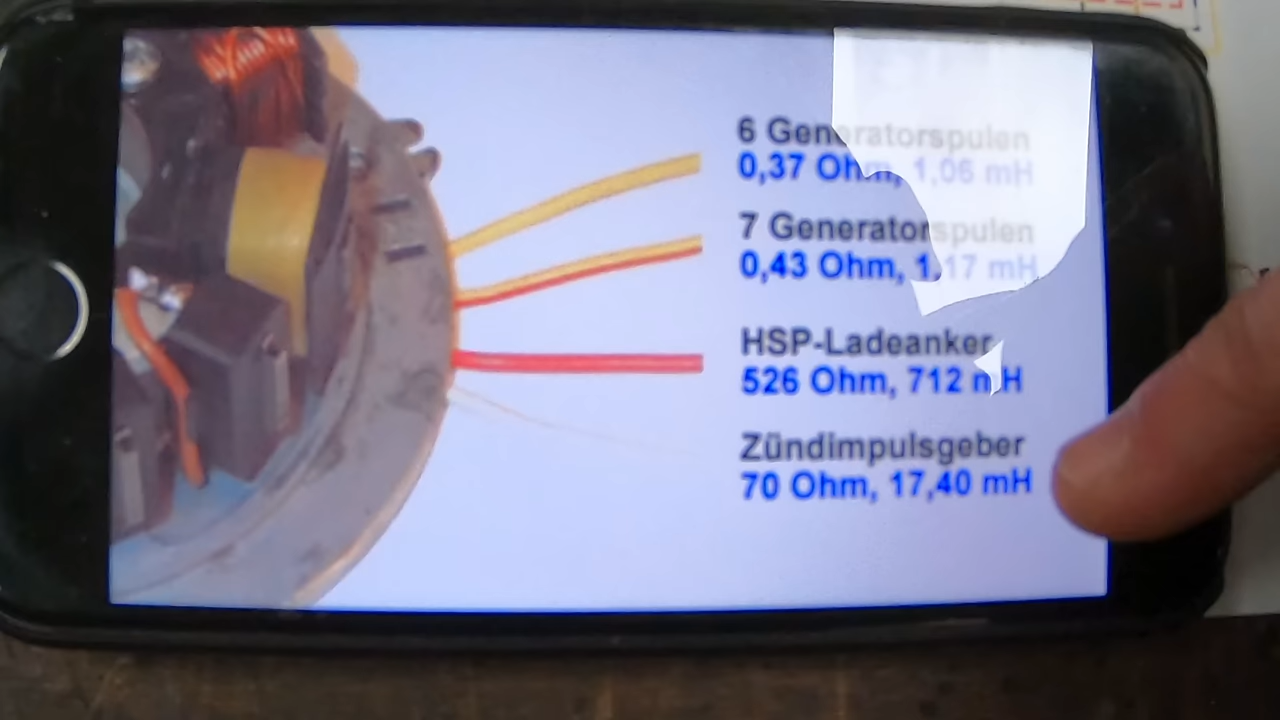 6 Generatorspulen
0,37 Ohm, 1,06 mH
7 Generatorspulen
0,43 Ohm, 1,17 mH
HSP-Ladeanker
526 Ohm, 712 mH
Zündimpulsgeber
70 Ohm, 17,40 mH